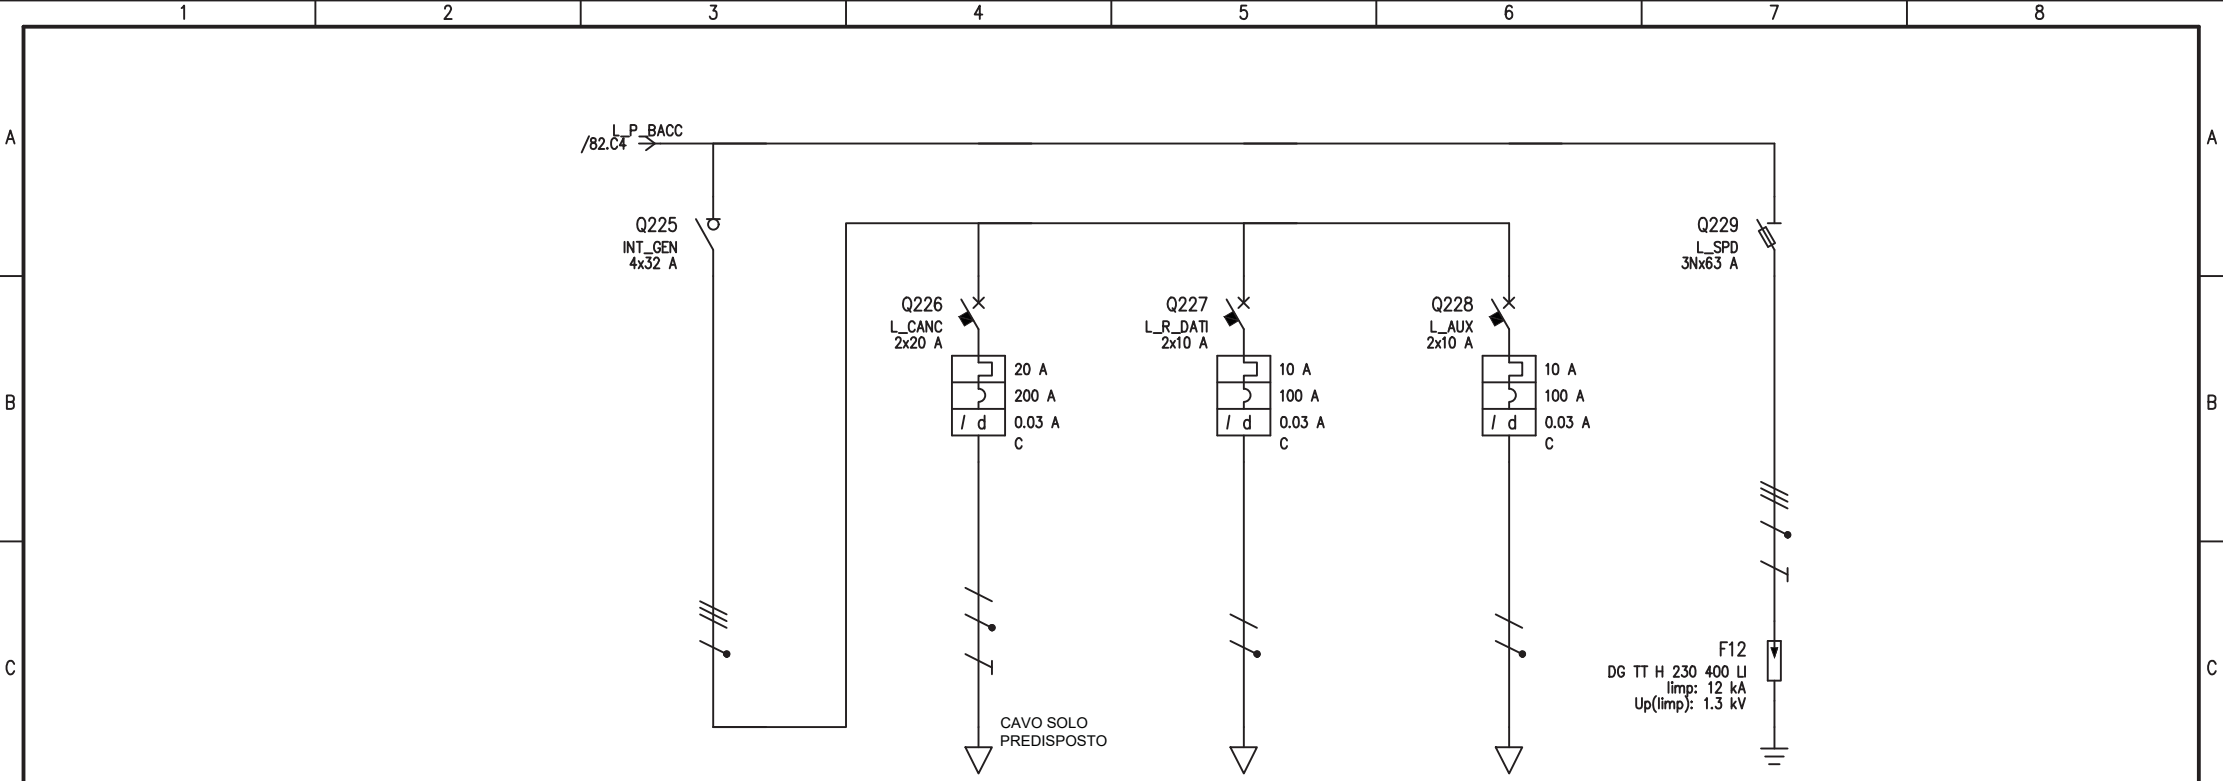 1 2 3 4 5 6 7 8
A A
L_P_BACC
/82.C4
Q225
INT_GEN
4x32 A
Q229
L_SPD
3Nx63 A
Q226
L_CANC
2x20 A
Q227
L_R_DATI
2x10 A
Q228
L_AUX
2x10 A
20 A
200 A
I d 0.03 A
C
10 A
100 A
I d 0.03 A
C
10 A
100 A
I d 0.03 A
C
B B
F12
DG TT H 230 400 LI
Iimp: 12 kA
Up(Iimp): 1.3 kV
C C
CAVO SOLO
PREDISPOSTO